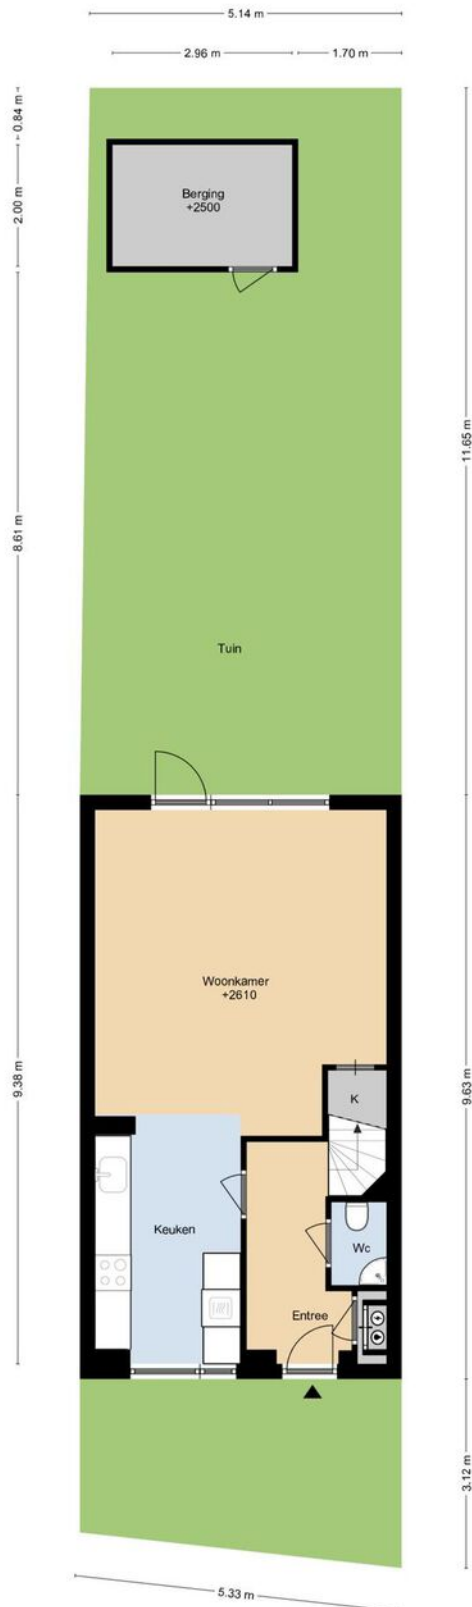 5.14 m
2.96 m
1.70 m
0.84 m
2.00 m
Berging
+2500
11.65 m
8.61 m
Tuin
Woonkamer
+2610
9.38 m
9.63 m
K
Keuken
Wc
Entree
3.12 m
5.33 m